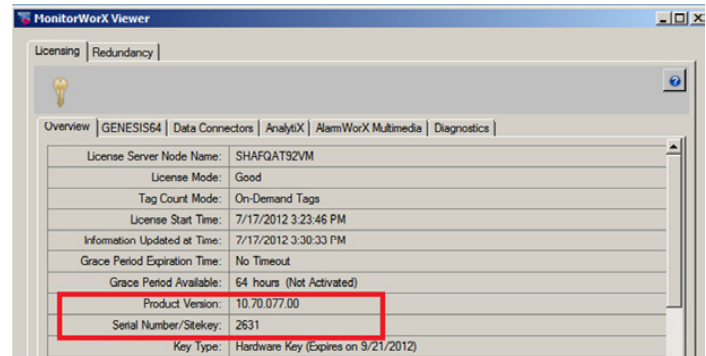 MonitorWorX Viewer
Licensing Redundancy
Overview GENESIS64 Data Connectors AnalytiX AlarmWorX Multimedia Diagnostics
License Server Node Name: SHAFQAT92VM
License Mode: Good
Tag Count Mode: On-Demand Tags
License Start Time: 7/17/2012 3:23:46 PM
Information Updated at Time: 7/17/2012 3:30:33 PM
Grace Period Expiration Time: No Timeout
Grace Period Available: 64 hours (Not Activated)
Product Version: 10.70.077.00
Serial Number/Sitekey: 2631
Key Type: Hardware Key (Expires on 9/21/2012)